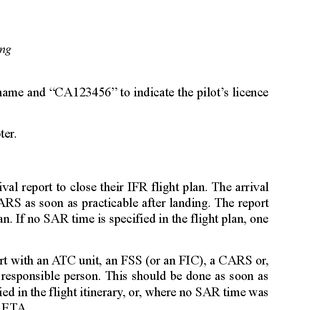 ng
name and “CA123456” to indicate the pilot’s licence
ter.
ival report to close their IFR flight plan. The arrival
ARS as soon as practicable after landing. The report
an. If no SAR time is specified in the flight plan, one
rt with an ATC unit, an FSS (or an FIC), a CARS or,
responsible person. This should be done as soon as
ied in the flight itinerary, or, where no SAR time was
ETA